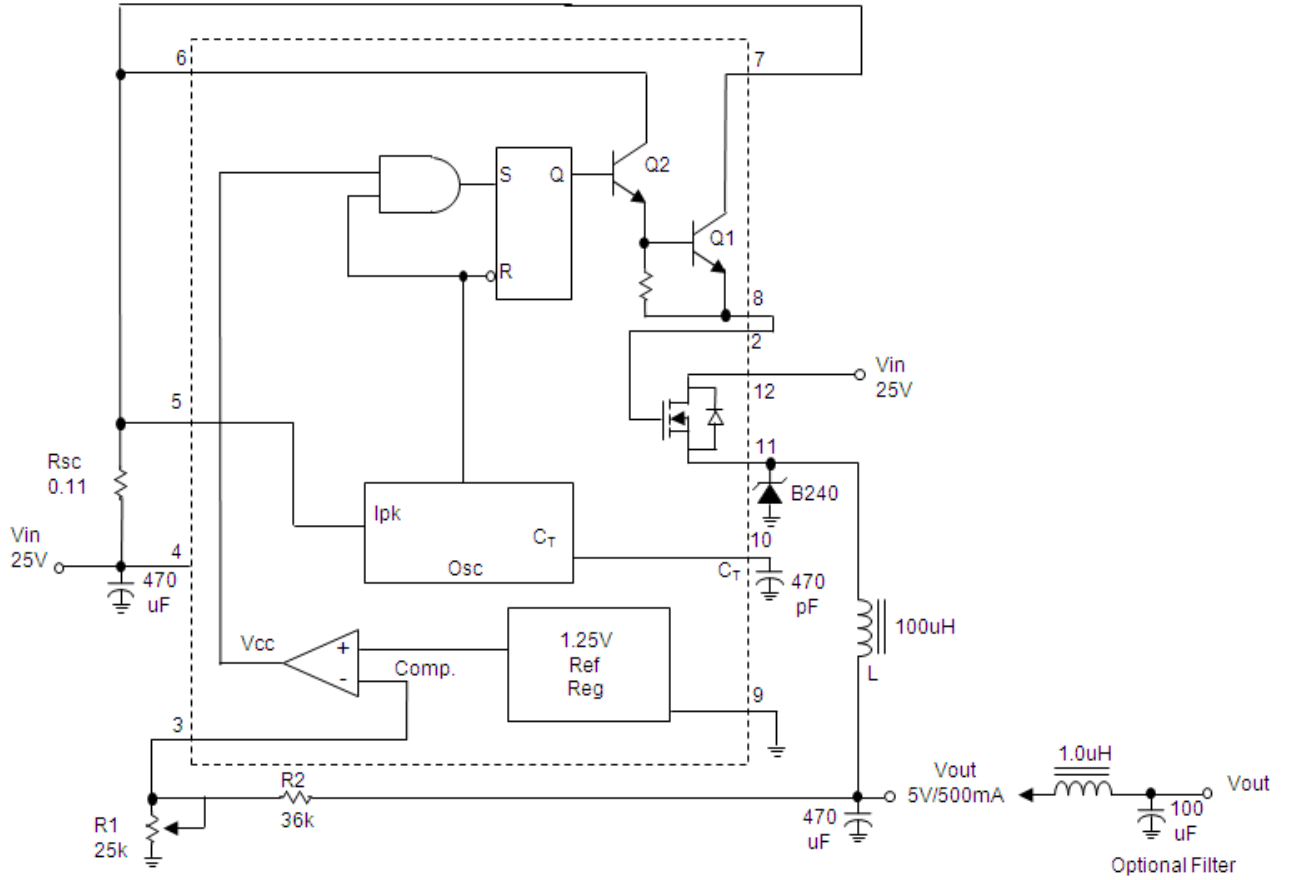 6
7
S
Q
Q2
Q1
R
8
2
Vin
25V
12
5
11
Rsc
0.11
B240
Ipk
CT
Osc
10
CT
470
pF
Vin
25V
4
470
uF
100uH
L
Vcc
+
-
Comp.
1.25V
Ref
Reg
9
3
R2
36k
R1
25k
Vout
5V/500mA
470
uF
1.0uH
Vout
100
uF
Optional Filter